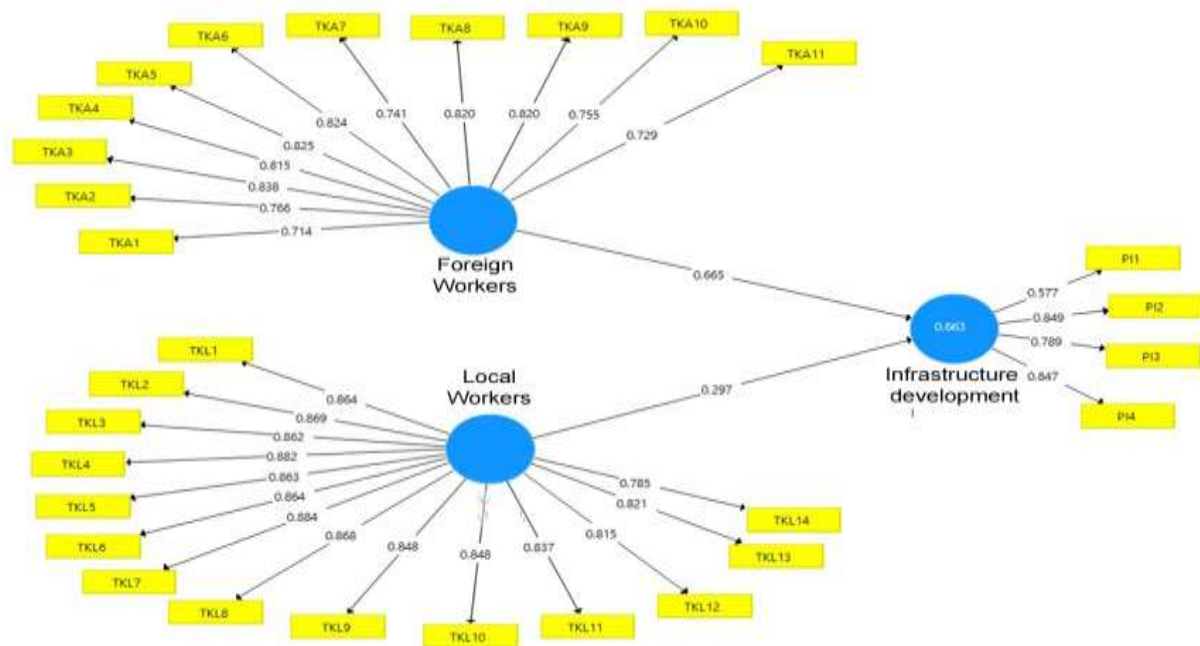 TKA6
TKA7
TKA8
TKA9
TKA10
TKA11
TKA5
TKA4
TKA3
TKA2
TKA1
0.824
0.741
0.820
0.820
0.755
0.729
0.825
0.815
0.838
0.766
0.714
Foreign
Workers
0.665
PI1
PI2
PI3
PI4
0.577
0.849
0.789
0.847
0.663
Infrastructure
development
0.297
Local
Workers
TKL1
TKL2
TKL3
TKL4
TKL5
TKL6
TKL7
TKL8
TKL9
TKL10
TKL11
TKL12
TKL13
TKL14
0.864
0.869
0.862
0.882
0.863
0.864
0.884
0.868
0.848
0.848
0.837
0.815
0.821
0.785